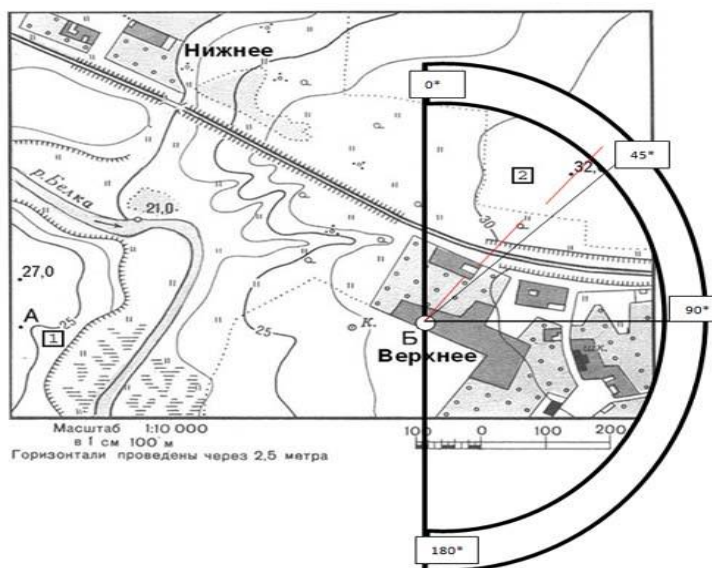 Нижнее
0*
45*
32,
2
р. Белка
21,0
30
27,0
А
25
1
25
К.
Б
Верхнее
шк.
90*
Масштаб 1:10 000
в 1 см 100 м
Горизонтали проведены через 2,5 метра
100 0 100 200
180*